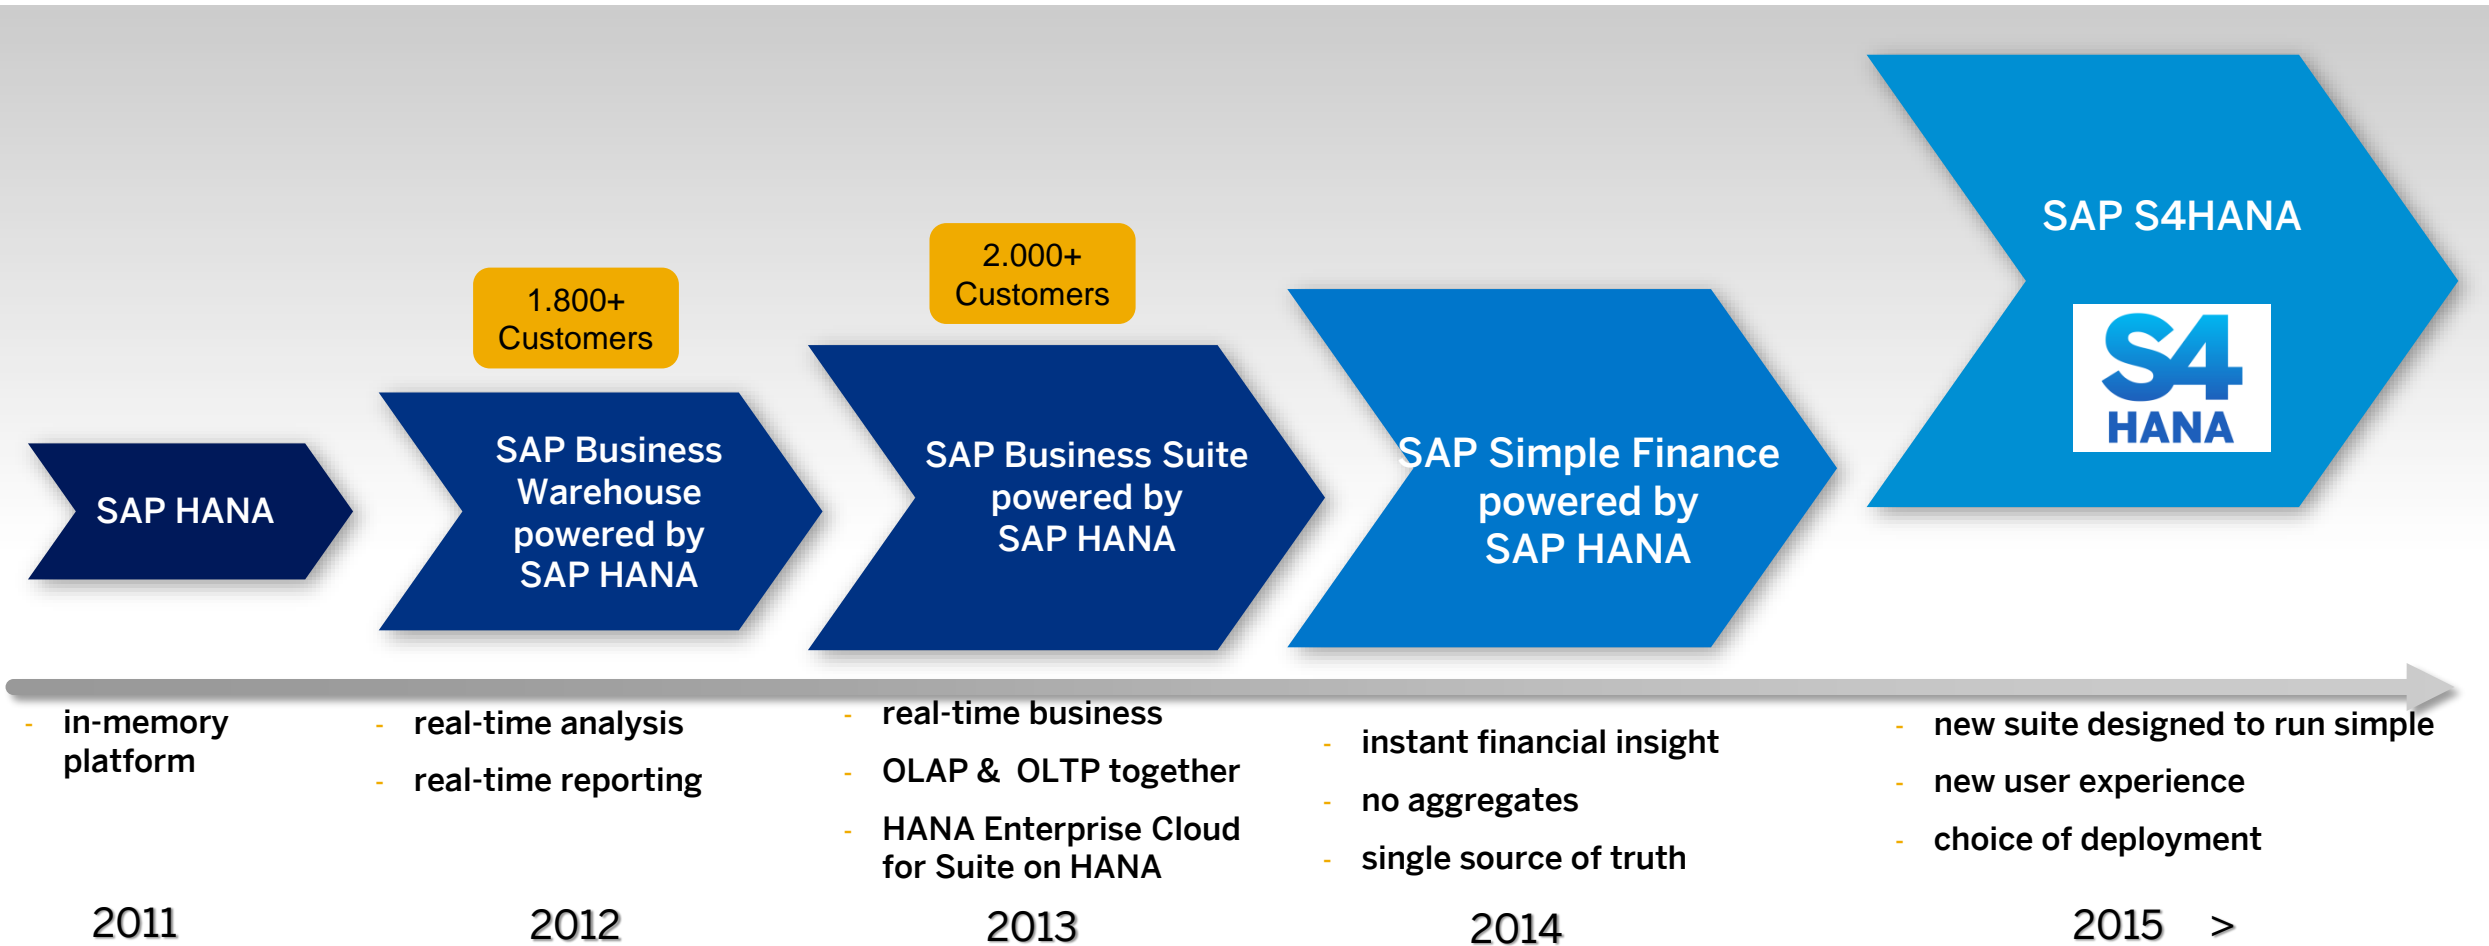 SAP HANA
1.800+
Customers
SAP Business
Warehouse
powered by
SAP HANA
2.000+
Customers
SAP Business Suite
powered by
SAP HANA
SAP Simple Finance
powered by
SAP HANA
SAP S4HANA
S4
HANA
- in-memory
platform
- real-time analysis
- real-time reporting
- real-time business
- OLAP & OLTP together
- HANA Enterprise Cloud
for Suite on HANA
- instant financial insight
- no aggregates
- single source of truth
- new suite designed to run simple
- new user experience
- choice of deployment
2011
2012
2013
2014
2015 >